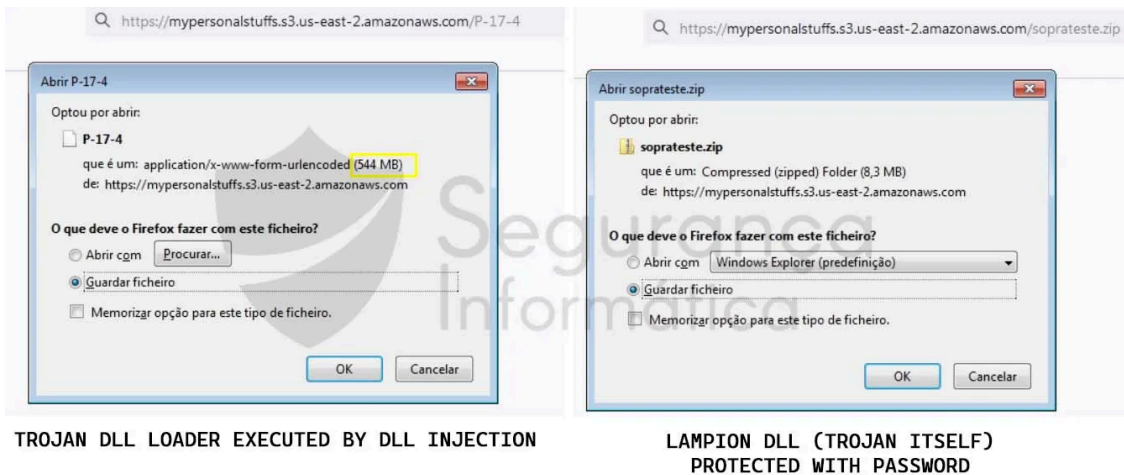 https://mypersonalstuffs.s3.us-east-2.amazonaws.com/P-17-4
Abrir P-17-4
Optou por abrir:
P-17-4
que é um: application/x-www-form-urlencoded (544 MB)
de: https://mypersonalstuffs.s3.us-east-2.amazonaws.com
O que deve o Firefox fazer com este ficheiro?
Abrir com Procurar...
Guardar ficheiro
Memorizar opção para este tipo de ficheiro.
OK Cancelar
TROJAN DLL LOADER EXECUTED BY DLL INJECTION
https://mypersonalstuffs.s3.us-east-2.amazonaws.com/soprateste.zip
Abrir soprateste.zip
Optou por abrir:
soprateste.zip
que é um: Compressed (zipped) Folder (8,3 MB)
de: https://mypersonalstuffs.s3.us-east-2.amazonaws.com
O que deve o Firefox fazer com este ficheiro?
Abrir com Windows Explorer (predefinição)
Guardar ficheiro
Memorizar opção para este tipo de ficheiro.
OK Cancelar
LAMPION DLL (TROJAN ITSELF)
PROTECTED WITH PASSWORD
Segurança
Informática